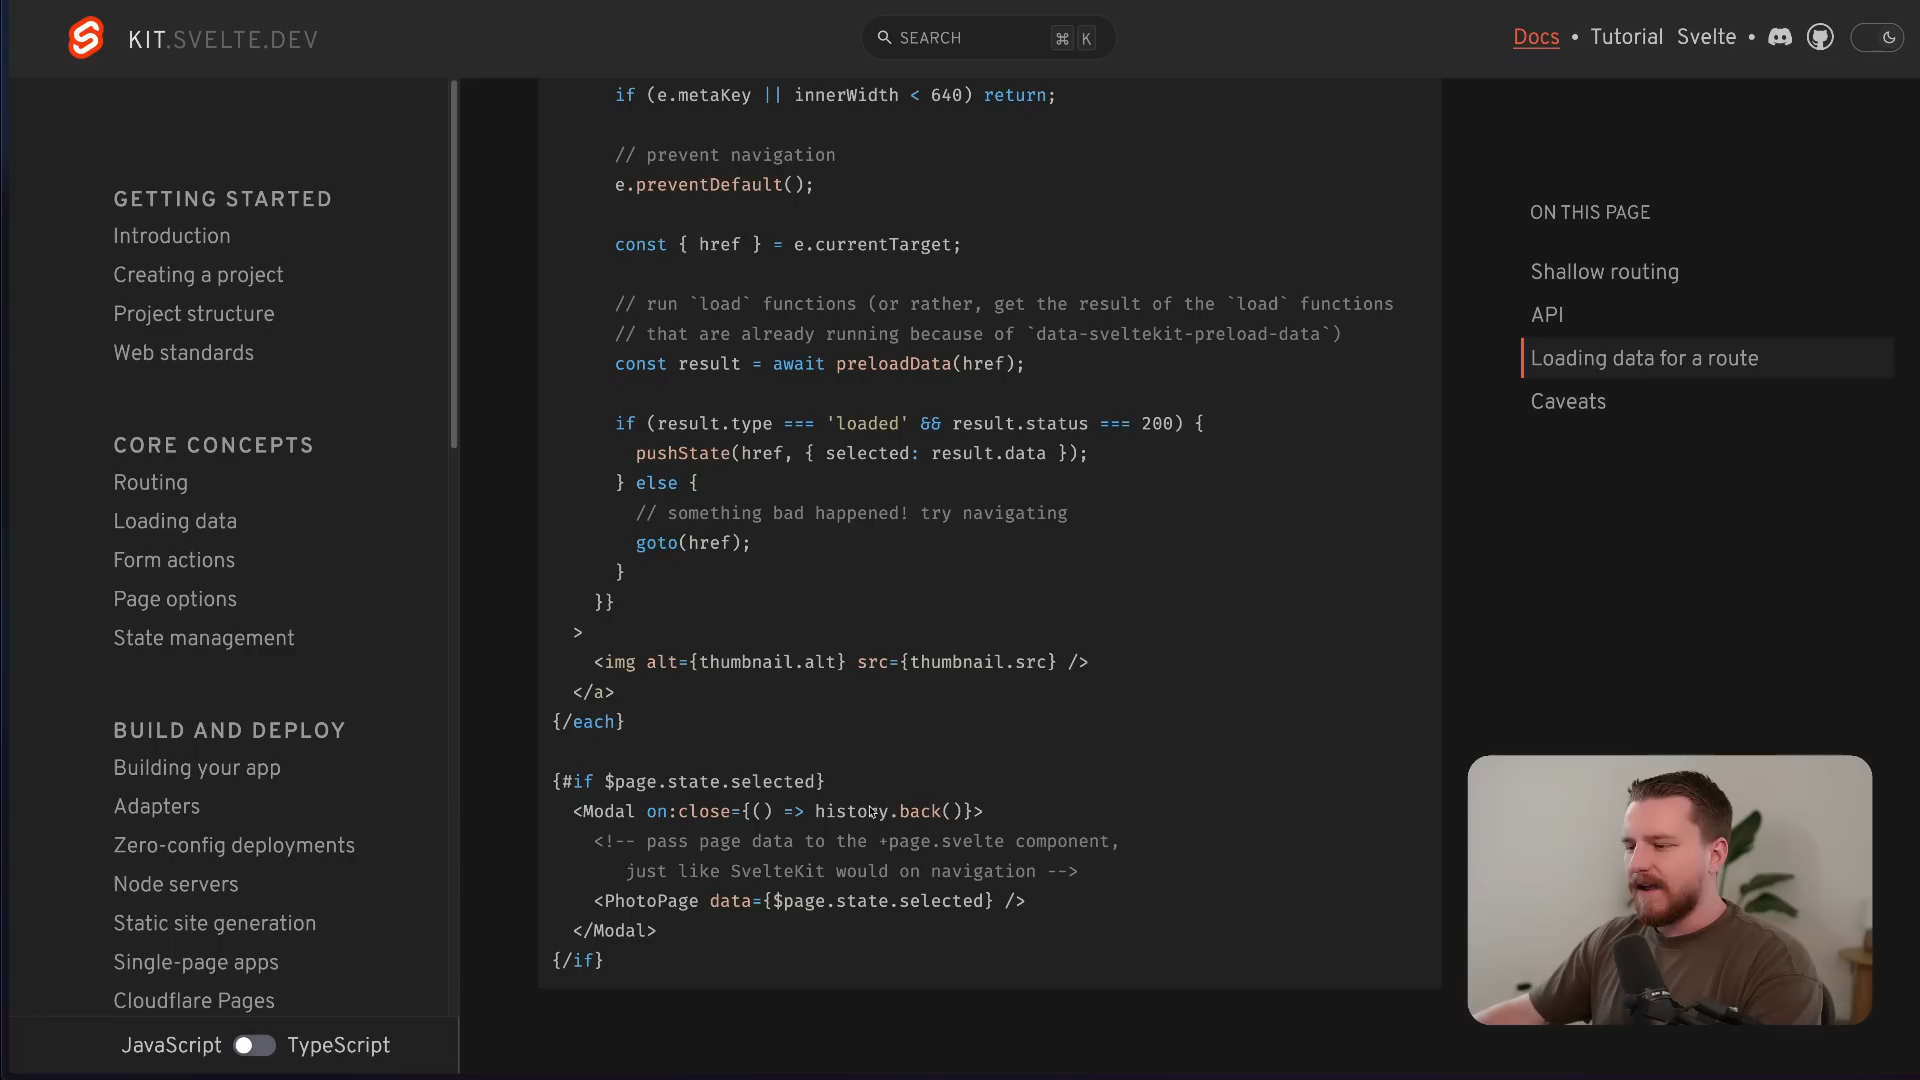 KIT.SVELTE.DEV
SEARCH
⌘ K
Docs • Tutorial Svelte •
GETTING STARTED
Introduction
Creating a project
Project structure
Web standards
CORE CONCEPTS
Routing
Loading data
Form actions
Page options
State management
BUILD AND DEPLOY
Building your app
Adapters
Zero-config deployments
Node servers
Static site generation
Single-page apps
Cloudflare Pages
JavaScript TypeScript
if (e.metaKey || innerWidth < 640) return;
// prevent navigation
e.preventDefault();
const { href } = e.currentTarget;
// run `load` functions (or rather, get the result of the `load` functions
// that are already running because of `data-sveltekit-preload-data`)
const result = await preloadData(href);
if (result.type === 'loaded' && result.status === 200) {
pushState(href, { selected: result.data });
} else {
// something bad happened! try navigating
goto(href);
}
}}
>
<img alt={thumbnail.alt} src={thumbnail.src} />
</a>
{/each}
{#if $page.state.selected}
<Modal on:close={() => history.back()}>
<!-- pass page data to the +page.svelte component,
just like SvelteKit would on navigation -->
<PhotoPage data={$page.state.selected} />
</Modal>
{/if}
ON THIS PAGE
Shallow routing
API
Loading data for a route
Caveats